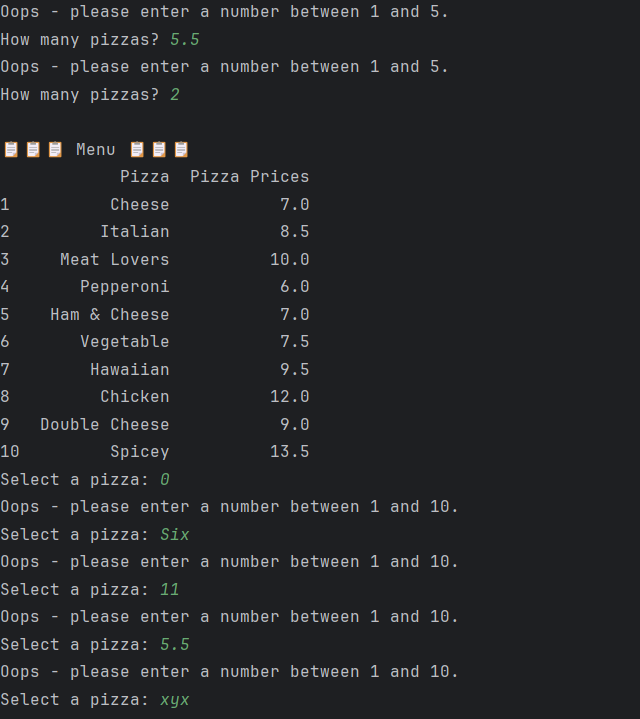 Oops - please enter a number between 1 and 5.
How many pizzas? 5.5
Oops - please enter a number between 1 and 5.
How many pizzas? 2
📋📋📋 Menu 📋📋📋
Pizza  Pizza Prices
1 Cheese 7.0
2 Italian 8.5
3 Meat Lovers 10.0
4 Pepperoni 6.0
5 Ham & Cheese 7.0
6 Vegetable 7.5
7 Hawaiian 9.5
8 Chicken 12.0
9 Double Cheese 9.0
10 Spicey 13.5
Select a pizza: 0
Oops - please enter a number between 1 and 10.
Select a pizza: Six
Oops - please enter a number between 1 and 10.
Select a pizza: 11
Oops - please enter a number between 1 and 10.
Select a pizza: 5.5
Oops - please enter a number between 1 and 10.
Select a pizza: xyx